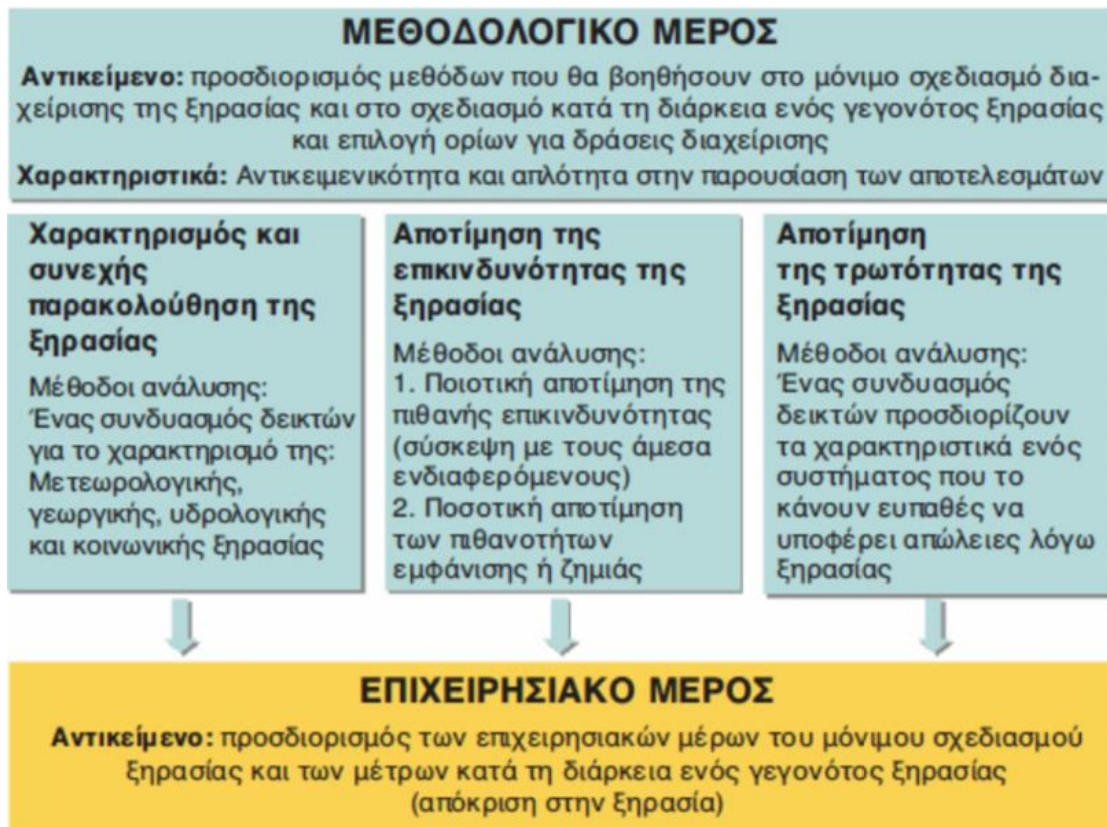 ΜΕΘΟΔΟΛΟΓΙΚΟ ΜΕΡΟΣ
Αντικείμενο: προσδιορισμός μεθόδων που θα βοηθήσουν στο μόνιμο σχεδιασμό δια-
χείρισης της ξηρασίας και στο σχεδιασμό κατά τη διάρκεια ενός γεγονότος ξηρασίας
και επιλογή ορίων για δράσεις διαχείρισης
Χαρακτηριστικά: Αντικειμενικότητα και απλότητα στην παρουσίαση των αποτελεσμάτων
Χαρακτηρισμός και
συνεχής
παρακολούθηση της
ξηρασίας
Μέθοδοι ανάλυσης:
Ένας συνδυασμός δεικτών
για το χαρακτηρισμό της:
Μετεωρολογικής,
γεωργικής, υδρολογικής
και κοινωνικής ξηρασίας
Αποτίμηση της
επικινδυνότητας της
ξηρασίας
Μέθοδοι ανάλυσης:
1. Ποιοτική αποτίμηση της
πιθανής επικινδυνότητας
(σύσκεψη με τους άμεσα
ενδιαφερόμενους)
2. Ποσοτική αποτίμηση
των πιθανοτήτων
εμφάνισης ή ζημιάς
Αποτίμηση
της τρωτότητας της
ξηρασίας
Μέθοδοι ανάλυσης:
Ένας συνδυασμός
δεικτών προσδιορίζουν
τα χαρακτηριστικά ενός
συστήματος που το
κάνουν ευπαθές να
υποφέρει απώλειες λόγω
ξηρασίας
ΕΠΙΧΕΙΡΗΣΙΑΚΟ ΜΕΡΟΣ
Αντικείμενο: προσδιορισμός των επιχειρησιακών μέρων του μόνιμου σχεδιασμού
ξηρασίας και των μέτρων κατά τη διάρκεια ενός γεγονότος ξηρασίας
(απόκριση στην ξηρασία)